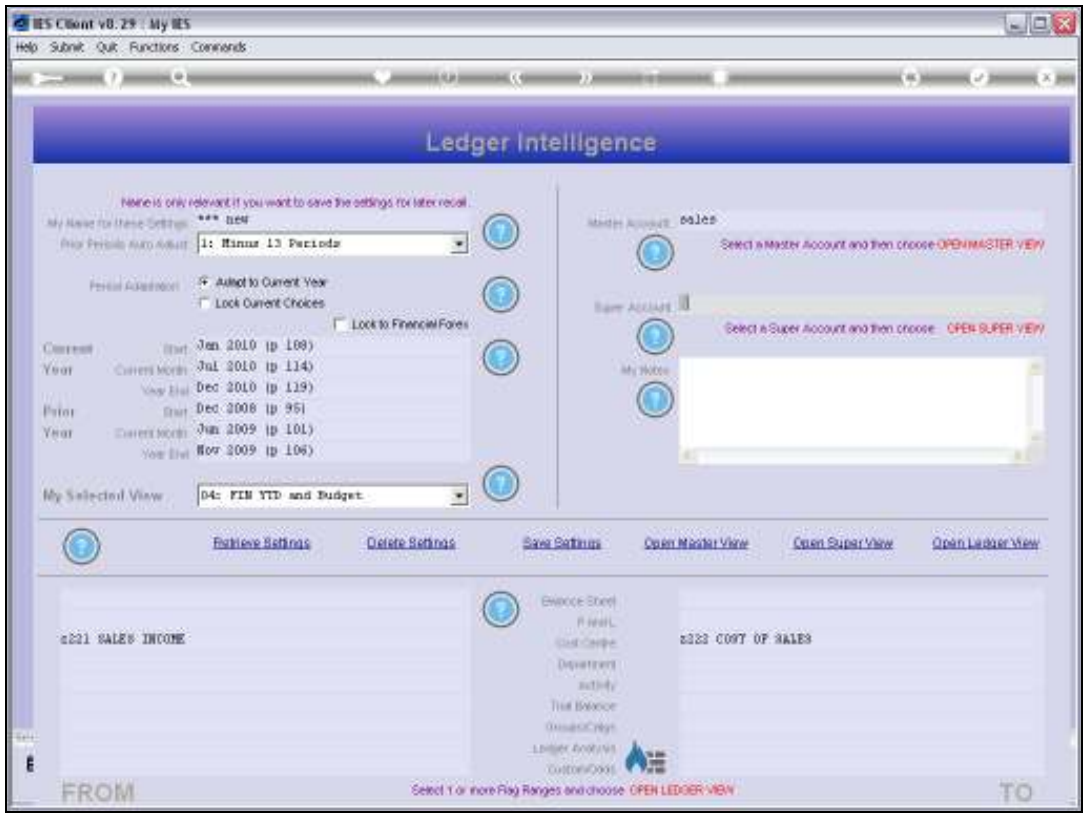 IES Client v8.29 : My IES
Help Submit Quit Functions Commands
Ledger Intelligence
Name is only relevant if you want to save the settings for later recall.
My Name for these Settings *** new
Prior Periods Auto Adjust 1: Minus 13 Periods
Period Adaptation Adapt to Current Year
Lock Current Choices
Lock to Financial Forex
Current Start Jan 2010 (p 108)
Year Current Month Jul 2010 (p 114)
Year End Dec 2010 (p 119)
Prior Start Dec 2008 (p 95)
Year Current Month Jun 2009 (p 101)
Year End Nov 2009 (p 106)
My Selected View 04: FIN YTD and Budget
Master Account sales
Select a Master Account and then choose OPEN MASTER VIEW
Super Account
Select a Super Account and then choose OPEN SUPER VIEW
My Notes
Retrieve Settings Delete Settings Save Settings Open Master View Open Super View Open Ledger View
Balance Sheet
P and L
s221 SALES INCOME Cost Centre s222 COST OF SALES
Department
Activity
Trial Balance
Ledger Analysis
FROM Select 1 or more Flag Ranges and choose OPEN LEDGER VIEW TO